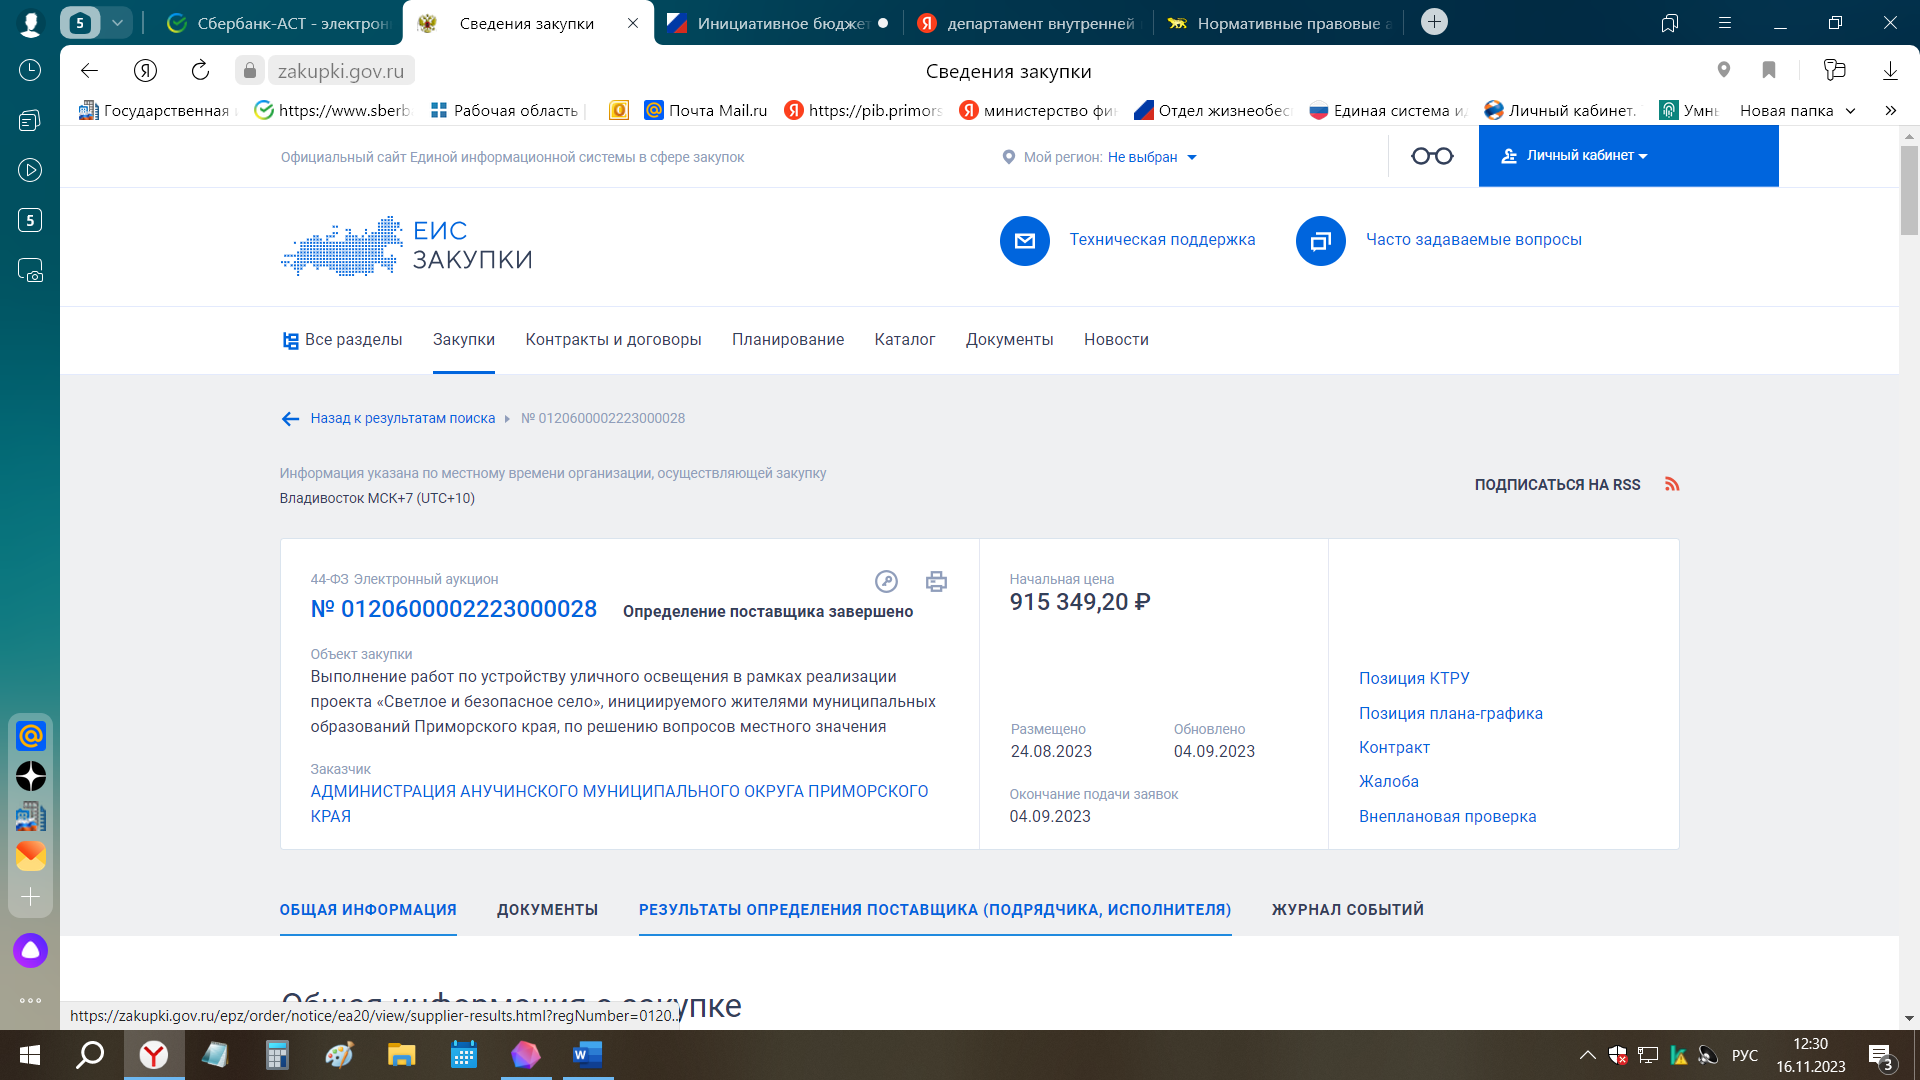 5
Сбербанк-АСТ - электрон
Сведения закупки
Инициативное бюджет
департамент внутренней
Нормативные правовые а
zakupki.gov.ru
Сведения закупки
Государственная
https://www.sberb
Рабочая область
Почта Mail.ru
https://pib.primors
министерство фин
Отдел жизнеобес
Единая система и
Личный кабинет.
Умн
Новая папка
Официальный сайт Единой информационной системы в сфере закупок
Мой регион: Не выбран
Личный кабинет
5
ЕИС
ЗАКУПКИ
Техническая поддержка
Часто задаваемые вопросы
Все разделы
Закупки
Контракты и договоры
Планирование
Каталог
Документы
Новости
Назад к результатам поиска
№ 0120600002223000028
Информация указана по местному времени организации, осуществляющей закупку
Владивосток МСК+7 (UTC+10)
ПОДПИСАТЬСЯ НА RSS
44-ФЗ Электронный аукцион
№ 0120600002223000028
Определение поставщика завершено
Объект закупки
Выполнение работ по устройству уличного освещения в рамках реализации
проекта «Светлое и безопасное село», инициируемого жителями муниципальных
образований Приморского края, по решению вопросов местного значения
Заказчик
АДМИНИСТРАЦИЯ АНУЧИНСКОГО МУНИЦИПАЛЬНОГО ОКРУГА ПРИМОРСКОГО
КРАЯ
Начальная цена
915 349,20 ₽
Размещено
24.08.2023
Обновлено
04.09.2023
Окончание подачи заявок
04.09.2023
Позиция КТРУ
Позиция плана-графика
Контракт
Жалоба
Внеплановая проверка
ОБЩАЯ ИНФОРМАЦИЯ
ДОКУМЕНТЫ
РЕЗУЛЬТАТЫ ОПРЕДЕЛЕНИЯ ПОСТАВЩИКА (ПОДРЯДЧИКА, ИСПОЛНИТЕЛЯ)
ЖУРНАЛ СОБЫТИЙ
Общая информация о закупке
https://zakupki.gov.ru/epz/order/notice/ea20/view/supplier-results.html?regNumber=0120...
РУС
12:30
16.11.2023
3